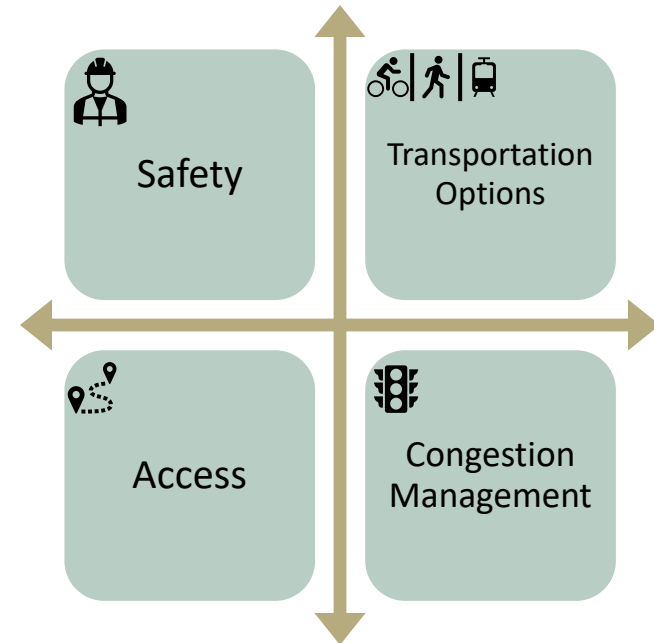 Safety
Transportation
Options
Access
Congestion
Management